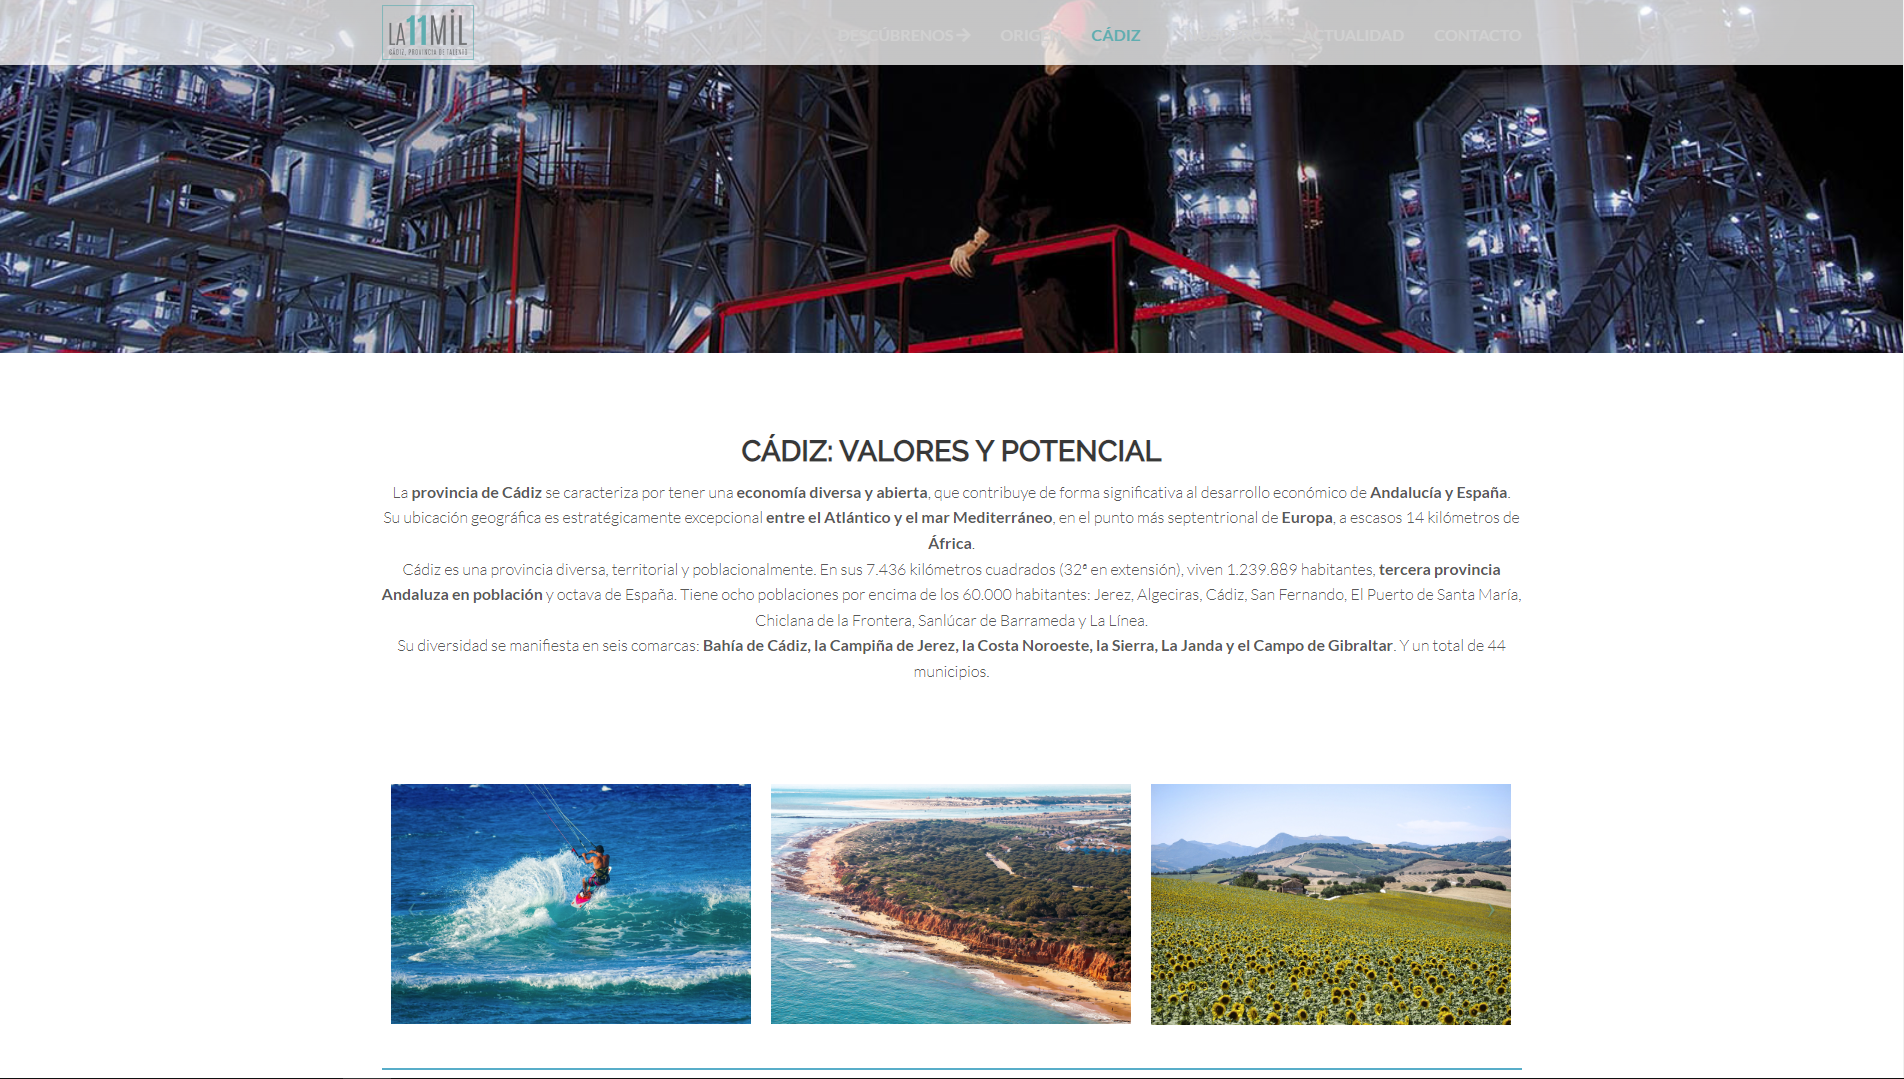 LA11MIL
CÁDIZ, PROVINCIA DE TALENTO
DESCÚBRENOS
CÁDIZ
ACTUALIDAD
CONTACTO
CÁDIZ: VALORES Y POTENCIAL
La provincia de Cádiz se caracteriza por tener una economía diversa y abierta, que contribuye de forma significativa al desarrollo económico de Andalucía y España.
Su ubicación geográfica es estratégicamente excepcional entre el Atlántico y el mar Mediterráneo, en el punto más septentrional de Europa, a escasos 14 kilómetros de
África.
Cádiz es una provincia diversa, territorial y poblacionalmente. En sus 7.436 kilómetros cuadrados (32ª en extensión), viven 1.239.889 habitantes, tercera provincia
Andaluza en población y octava de España. Tiene ocho poblaciones por encima de los 60.000 habitantes: Jerez, Algeciras, Cádiz, San Fernando, El Puerto de Santa María,
Chiclana de la Frontera, Sanlúcar de Barrameda y La Línea.
Su diversidad se manifiesta en seis comarcas: Bahía de Cádiz, la Campiña de Jerez, la Costa Noroeste, la Sierra, La Janda y el Campo de Gibraltar. Y un total de 44
municipios.